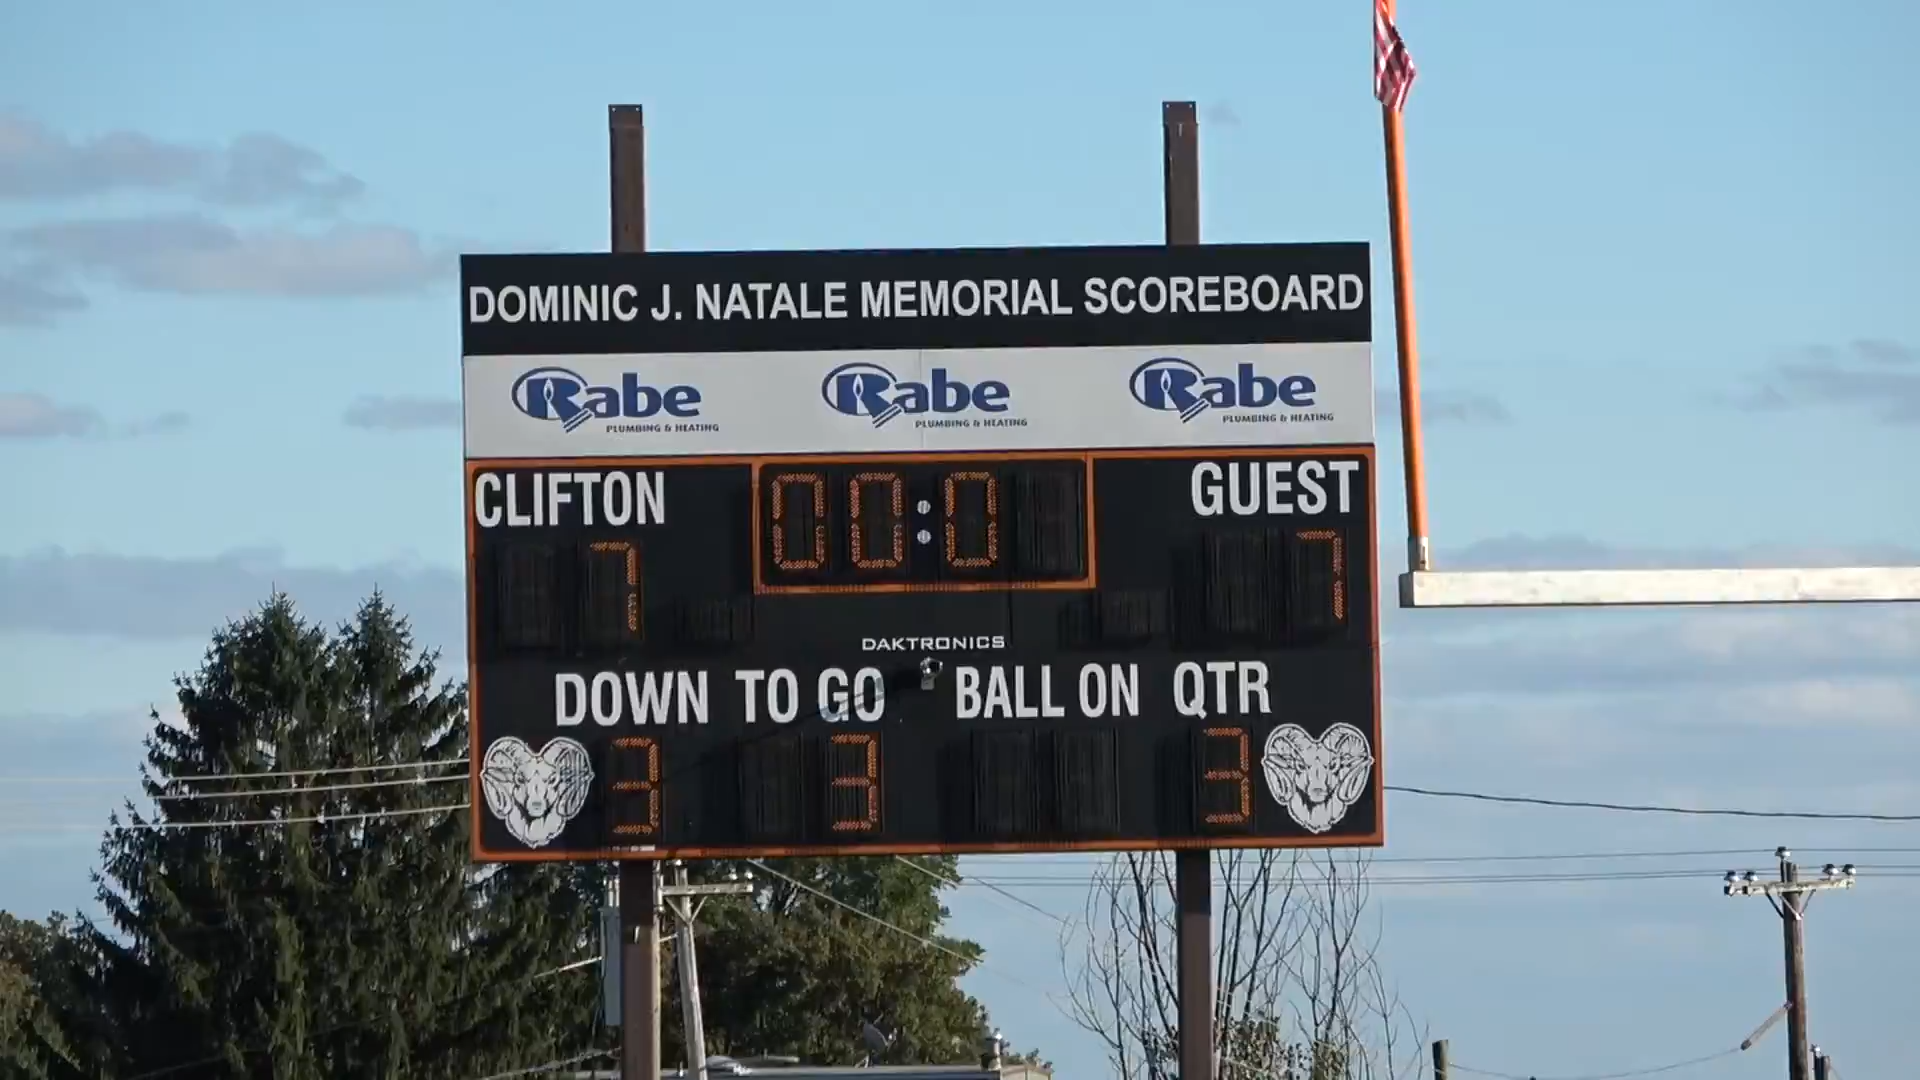 DOMINIC J. NATALE MEMORIAL SCOREBOARD
Rabe Rabe Rabe
PLUMBING & HEATING PLUMBING & HEATING PLUMBING & HEATING
CLIFTON 00:0 GUEST
7 7
DAKTRONICS
DOWN TO GO BALL ON QTR
3 3 3